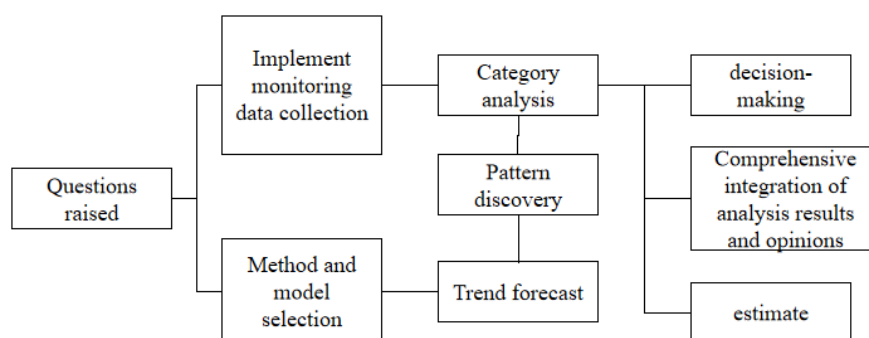 Questions
raised
Implement
monitoring
data collection
Method and
model
selection
Category
analysis
Pattern
discovery
Trend forecast
decision-
making
Comprehensive
integration of
analysis results
and opinions
estimate